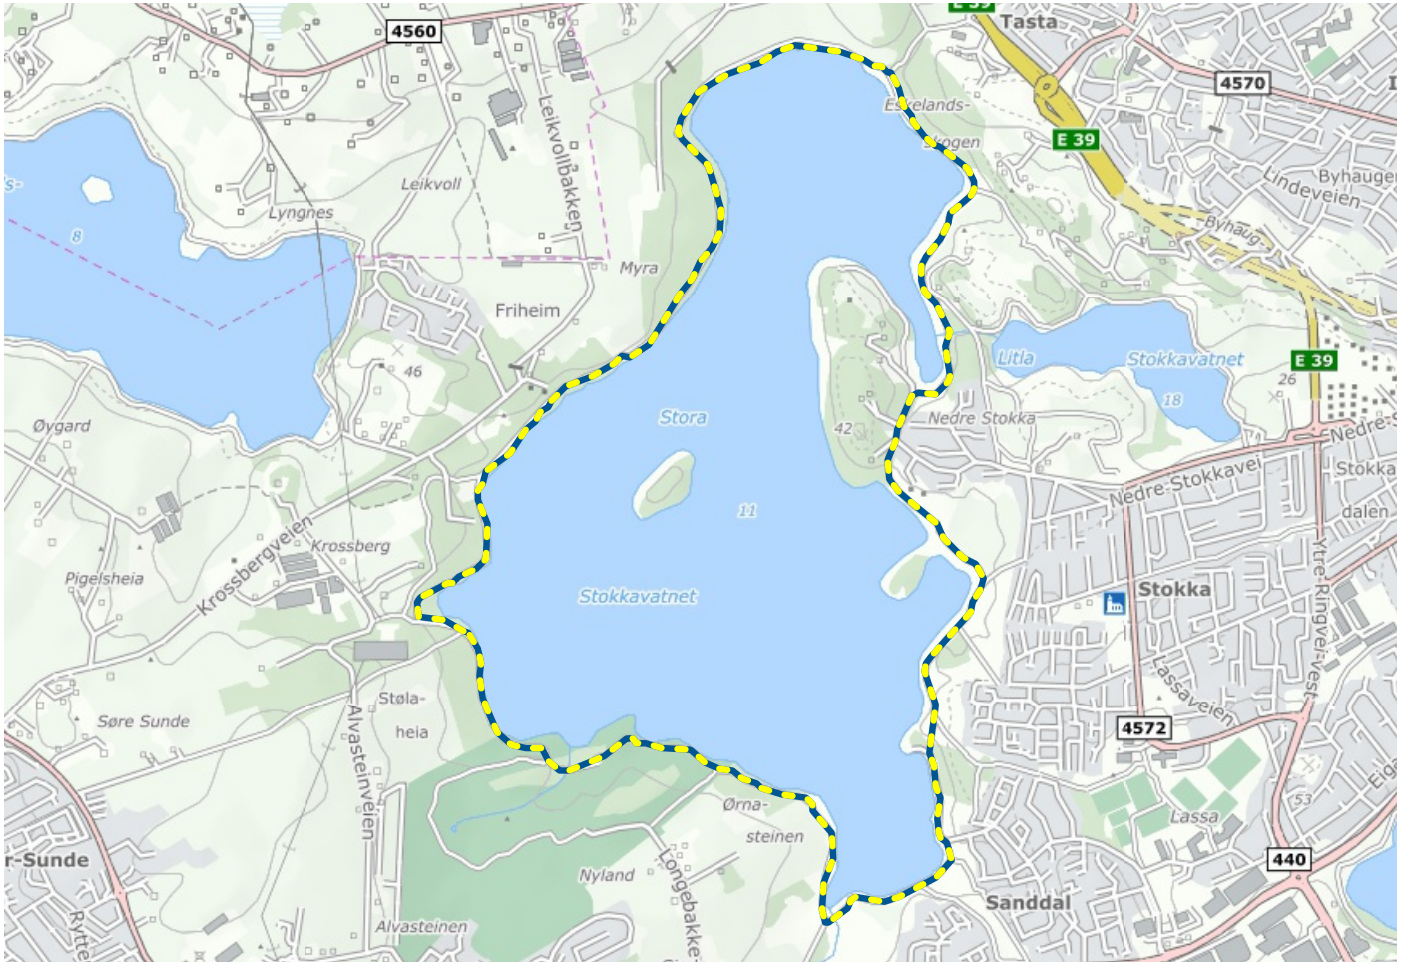 E 39
Tasta
4560
4570
Eskelands-
skogen
E 39
Leikvollbakken
Byhaugen
Lindeveien
Leikvoll
Lyngnes
Byhaug-
8
Myra
Friheim
46
Litla
Stokkavatnet
E 39
26
18
Øygard
Stora
Nedre Stokka
42
Nedre-Stokkavei
Stokka
dalen
11
Krossbergveien
Krossberg
Pigelsheia
Stokkavatnet
Stokka
Ytre-Ringvei-vest
Lassaveien
Støla-
heia
Søre Sunde
Alvasteinveien
4572
53
Ørna-
steinen
Lassa
r-Sunde
440
Nyland
Longebakke
Sanddal
Alvasteinen